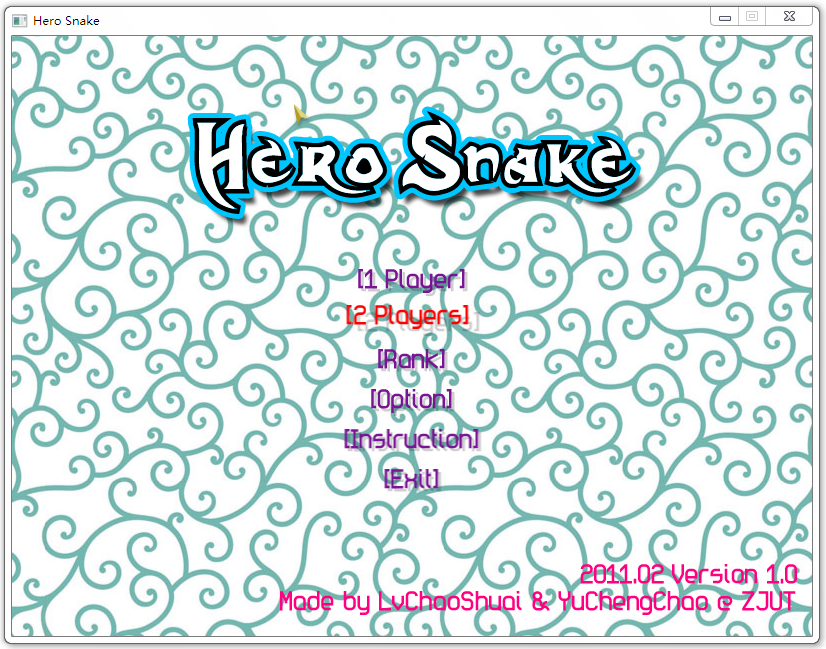 Hero Snake
Hero Snake
[1 Player]
[2 Players]
[Rank]
[Option]
[Instruction]
[Exit]
2011.02 Version 1.0
Made by LvChaoShuai & YuChengChao @ ZJUT